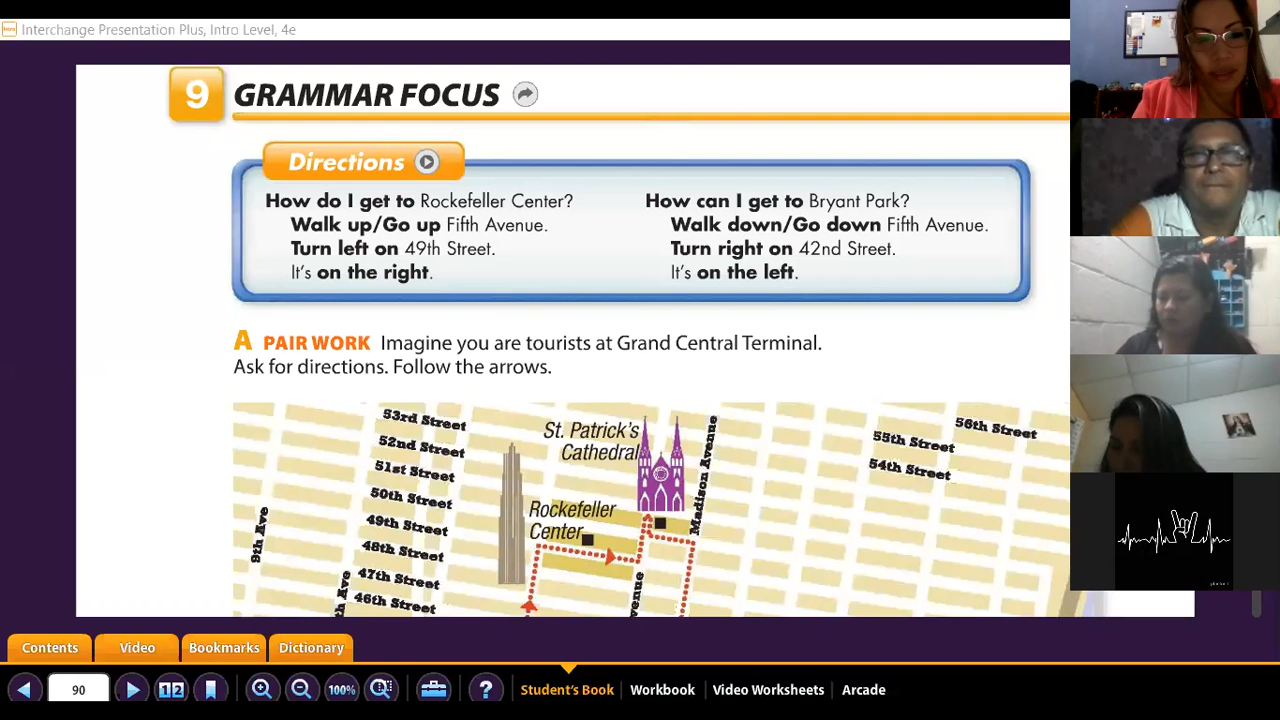 Interchange Presentation Plus, Intro Level, 4e
9 GRAMMAR FOCUS
Directions
How do I get to Rockefeller Center?
Walk up/Go up Fifth Avenue.
Turn left on 49th Street.
It's on the right.
How can I get to Bryant Park?
Walk down/Go down Fifth Avenue.
Turn right on 42nd Street.
It's on the left.
A PAIR WORK Imagine you are tourists at Grand Central Terminal.
Ask for directions. Follow the arrows.
53rd Street
52nd Street
51st Street
50th Street
49th Street
48th Street
47th Street
46th Street
9th Ave
th Ave
St. Patrick's
Cathedral
Rockefeller
Center
Madison Avenue
venue
56th Street
55th Street
54th Street
Contents
Video
Bookmarks
Dictionary
90
1 2
100%
?
Student's Book
Workbook
Video Worksheets
Arcade